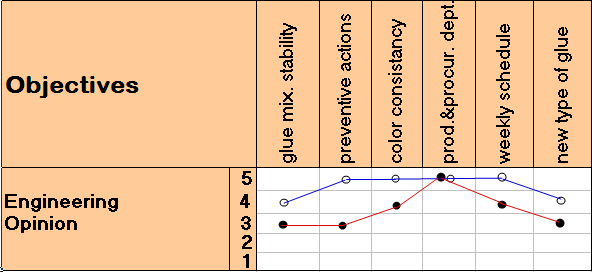 Objectives
glue mix. stability
preventive actions
color consistancy
prod.&procur. dept.
weekly schedule
new type of glue
Engineering
Opinion
5
4
3
2
1